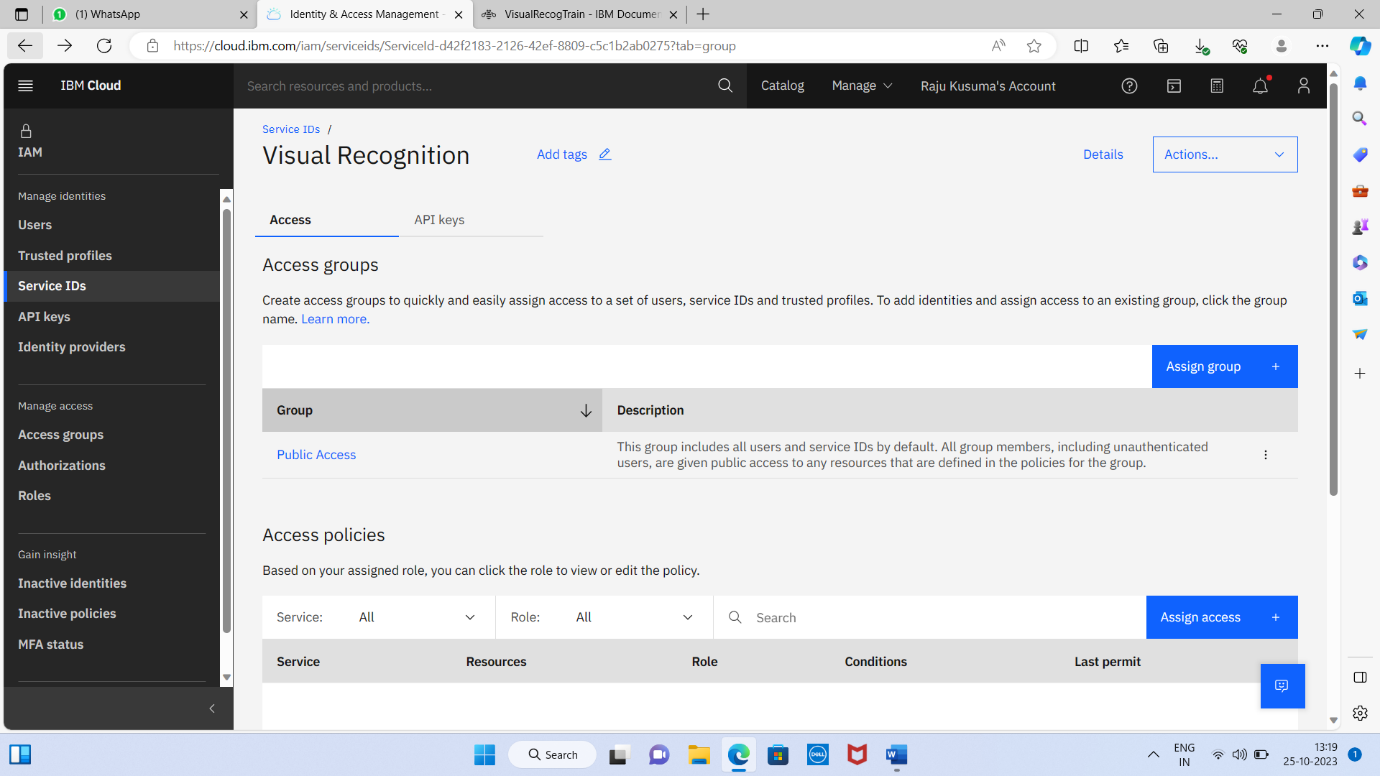 (1) WhatsApp
Identity & Access Management -
VisualRecogTrain - IBM Documen
https://cloud.ibm.com/iam/serviceids/ServiceId-d42f2183-2126-42ef-8809-c5c1b2ab0275?tab=group
IBM Cloud
Search resources and products...
Catalog
Manage
Raju Kusuma's Account
IAM
Manage identities
Users
Trusted profiles
Service IDs
API keys
Identity providers
Manage access
Access groups
Authorizations
Roles
Gain insight
Inactive identities
Inactive policies
MFA status
Service IDs /
Visual Recognition
Add tags
Details
Actions...
Access
API keys
Access groups
Create access groups to quickly and easily assign access to a set of users, service IDs and trusted profiles. To add identities and assign access to an existing group, click the group
name. Learn more.
Assign group +
Group
Description
Public Access
This group includes all users and service IDs by default. All group members, including unauthenticated
users, are given public access to any resources that are defined in the policies for the group.
Access policies
Based on your assigned role, you can click the role to view or edit the policy.
Service: All
Role: All
Search
Assign access +
Service
Resources
Role
Conditions
Last permit
Search
DELL
ENG
IN
13:19
25-10-2023
1